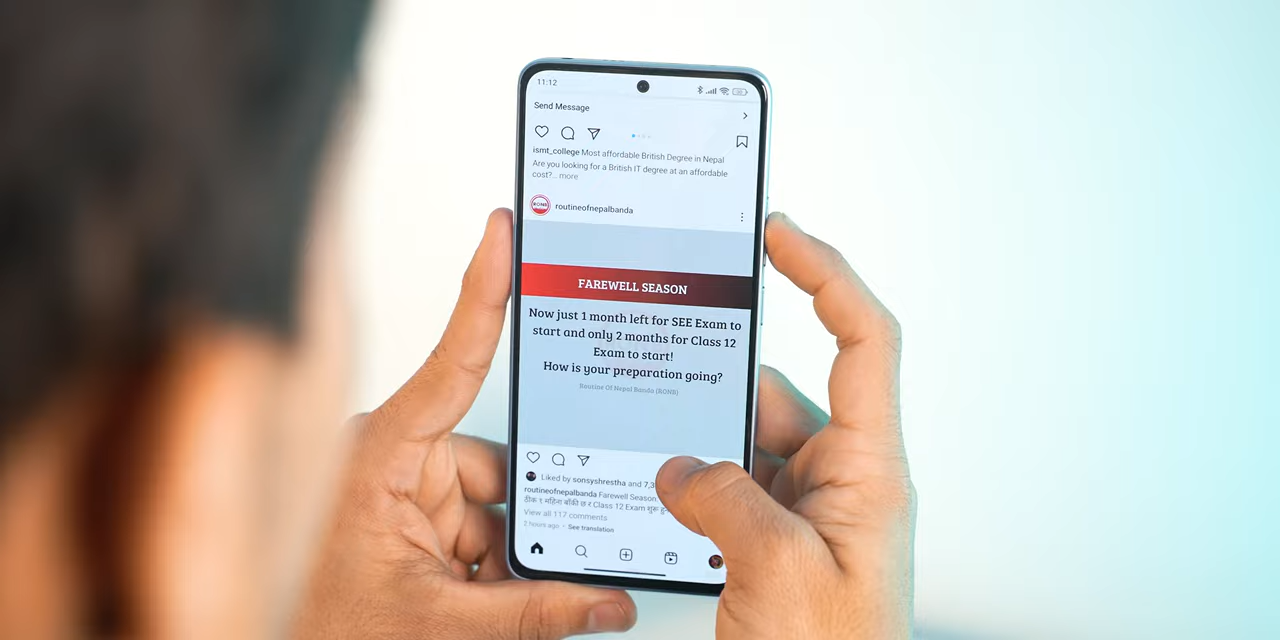 11:12
Send Message
ismt_college Most affordable British Degree in Nepal
Are you looking for a British IT degree at an affordable
cost?... more
RONB
routineofnepalbanda
FAREWELL SEASON
Now just 1 month left for SEE Exam to
start and only 2 months for Class 12
Exam to start!
How is your preparation going?
Routine Of Nepal Banda (RONB)
Liked by sonsyshrestha and 7,3
routineofnepalbanda Farewell Season
ठीक १ महिना बाँकी छ र Class 12 Exam शुरू हुन
View all 117 comments
2 hours ago • See translation